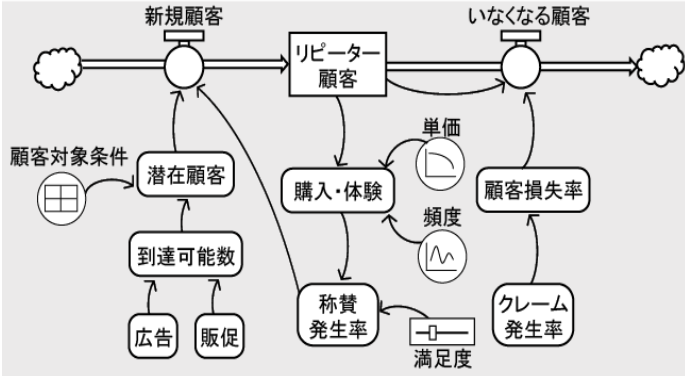 新規顧客
いなくなる顧客
リピーター
顧客
単価
顧客対象条件
潜在顧客
購入・体験
顧客損失率
頻度
到達可能数
称賛
発生率
クレーム
発生率
広告
販促
満足度